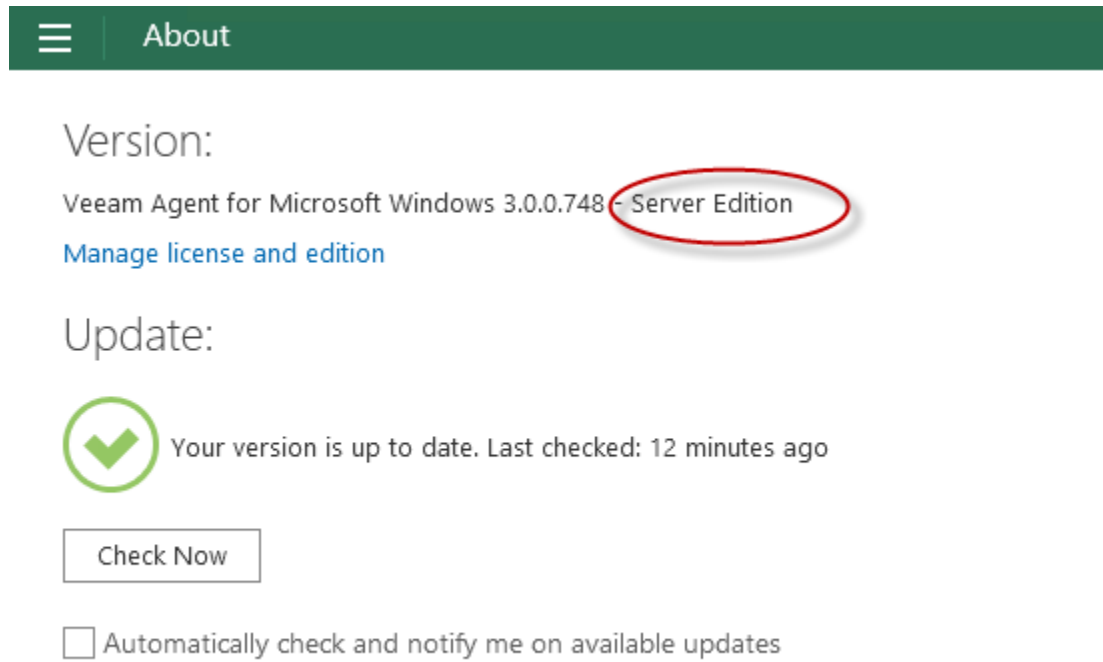 About
Version:
Veeam Agent for Microsoft Windows 3.0.0.748 - Server Edition
Manage license and edition
Update:
Your version is up to date. Last checked: 12 minutes ago
Check Now
Automatically check and notify me on available updates